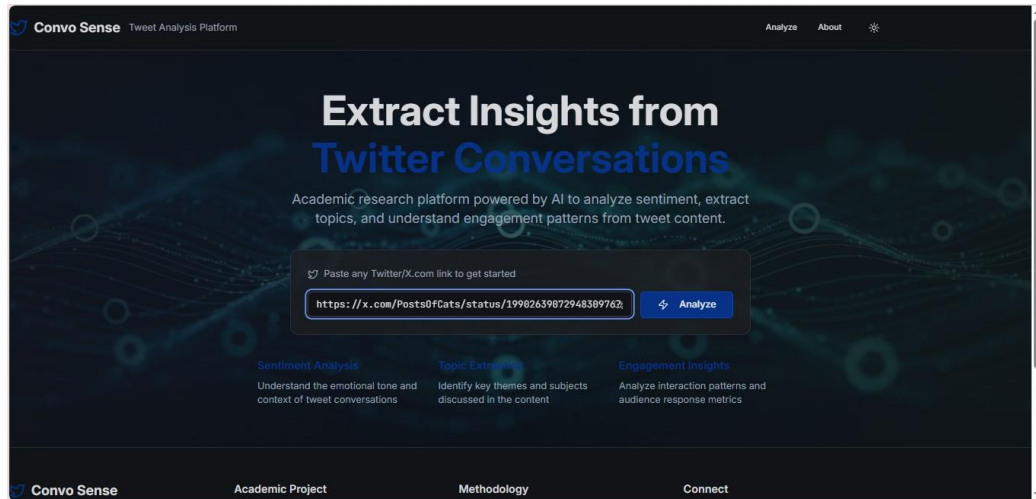 Convo Sense Tweet Analysis Platform
Analyze About
Extract Insights from
Twitter Conversations
Academic research platform powered by AI to analyze sentiment, extract
topics, and understand engagement patterns from tweet content.
Paste any Twitter/X.com link to get started
https://x.com/PostsOfCats/status/19902639072948309762
Analyze
Sentiment Analysis
Understand the emotional tone and
context of tweet conversations
Topic Extraction
Identify key themes and subjects
discussed in the content
Engagement Insights
Analyze interaction patterns and
audience response metrics
Convo Sense
Academic Project
Methodology
Connect